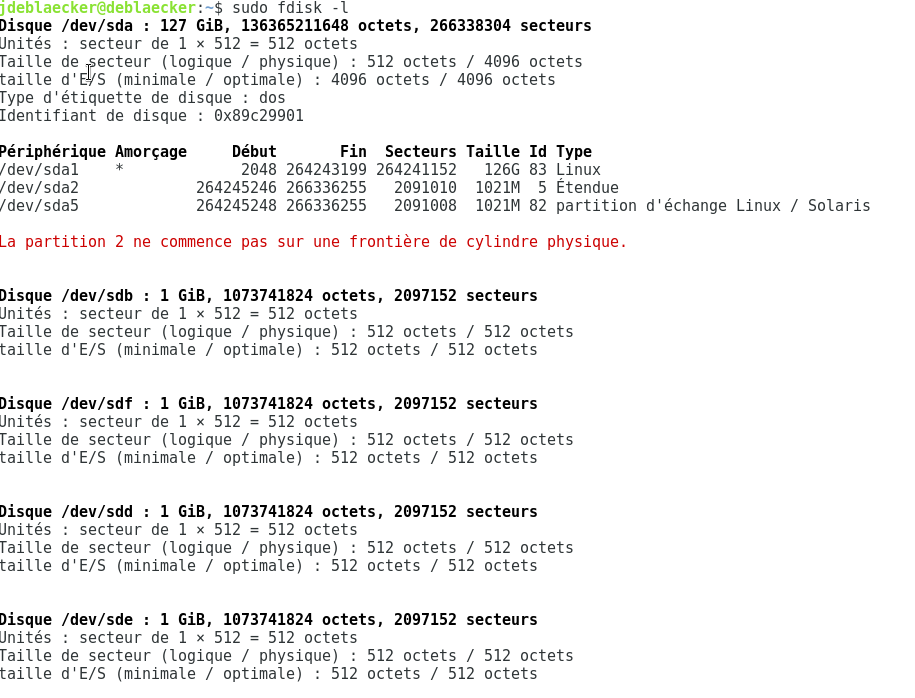 jdeblaecker@deblaecker:~$ sudo fdisk -l
Disque /dev/sda : 127 GiB, 136365211648 octets, 266338304 secteurs
Unités : secteur de 1 × 512 = 512 octets
Taille de secteur (logique / physique) : 512 octets / 4096 octets
taille d'E/S (minimale / optimale) : 4096 octets / 4096 octets
Type d'étiquette de disque : dos
Identifiant de disque : 0x89c29901
Périphérique Amorçage     Début       Fin  Secteurs Taille Id Type
/dev/sda1    *             2048 264243199 264241152   126G 83 Linux
/dev/sda2             264245246 266336255   2091010  1021M  5 Étendue
/dev/sda5             264245248 266336255   2091008  1021M 82 partition d'échange Linux / Solaris
La partition 2 ne commence pas sur une frontière de cylindre physique.
Disque /dev/sdb : 1 GiB, 1073741824 octets, 2097152 secteurs
Unités : secteur de 1 × 512 = 512 octets
Taille de secteur (logique / physique) : 512 octets / 512 octets
taille d'E/S (minimale / optimale) : 512 octets / 512 octets
Disque /dev/sdf : 1 GiB, 1073741824 octets, 2097152 secteurs
Unités : secteur de 1 × 512 = 512 octets
Taille de secteur (logique / physique) : 512 octets / 512 octets
taille d'E/S (minimale / optimale) : 512 octets / 512 octets
Disque /dev/sdd : 1 GiB, 1073741824 octets, 2097152 secteurs
Unités : secteur de 1 × 512 = 512 octets
Taille de secteur (logique / physique) : 512 octets / 512 octets
taille d'E/S (minimale / optimale) : 512 octets / 512 octets
Disque /dev/sde : 1 GiB, 1073741824 octets, 2097152 secteurs
Unités : secteur de 1 × 512 = 512 octets
Taille de secteur (logique / physique) : 512 octets / 512 octets
taille d'E/S (minimale / optimale) : 512 octets / 512 octets